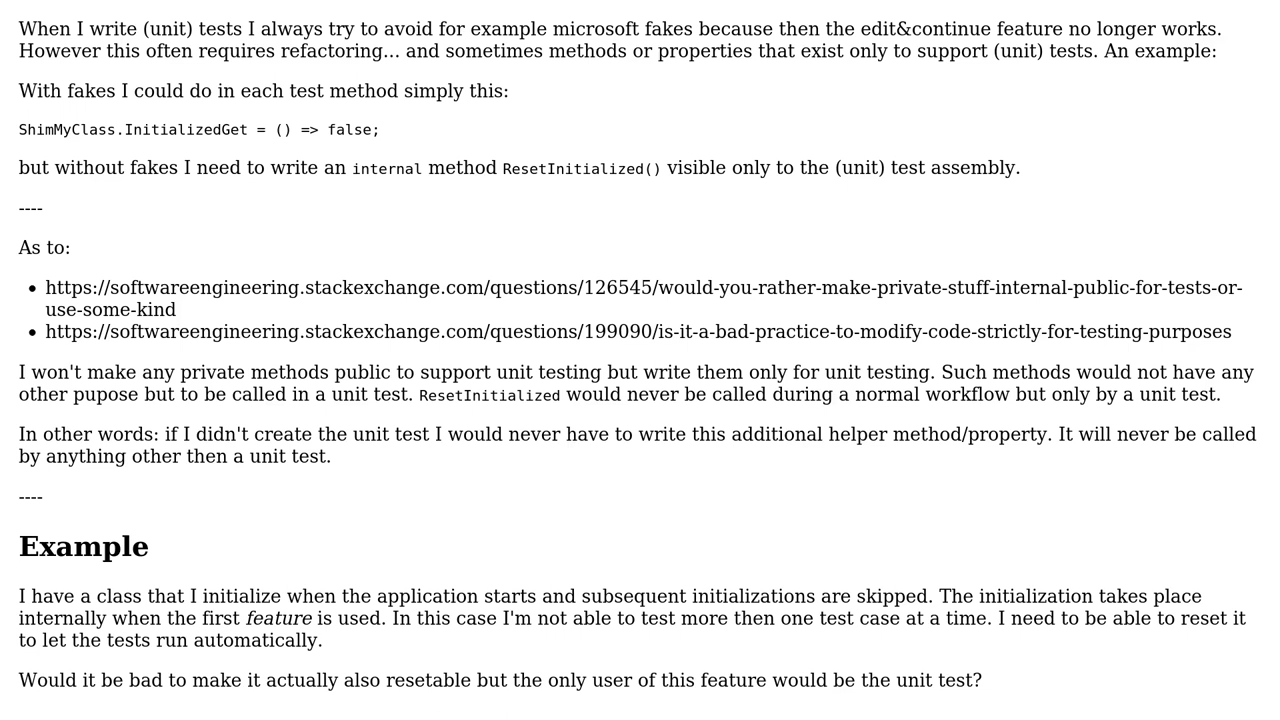 When I write (unit) tests I always try to avoid for example microsoft fakes because then the edit&continue feature no longer works.
However this often requires refactoring... and sometimes methods or properties that exist only to support (unit) tests. An example:
With fakes I could do in each test method simply this:
ShimMyClass.InitializedGet = () => false;
but without fakes I need to write an internal method ResetInitialized() visible only to the (unit) test assembly.
----
As to:
• https://softwareengineering.stackexchange.com/questions/126545/would-you-rather-make-private-stuff-internal-public-for-tests-or-
use-some-kind
• https://softwareengineering.stackexchange.com/questions/199090/is-it-a-bad-practice-to-modify-code-strictly-for-testing-purposes
I won't make any private methods public to support unit testing but write them only for unit testing. Such methods would not have any
other pupose but to be called in a unit test. ResetInitialized would never be called during a normal workflow but only by a unit test.
In other words: if I didn't create the unit test I would never have to write this additional helper method/property. It will never be called
by anything other then a unit test.
----
Example
I have a class that I initialize when the application starts and subsequent initializations are skipped. The initialization takes place
internally when the first feature is used. In this case I'm not able to test more then one test case at a time. I need to be able to reset it
to let the tests run automatically.
Would it be bad to make it actually also resetable but the only user of this feature would be the unit test?